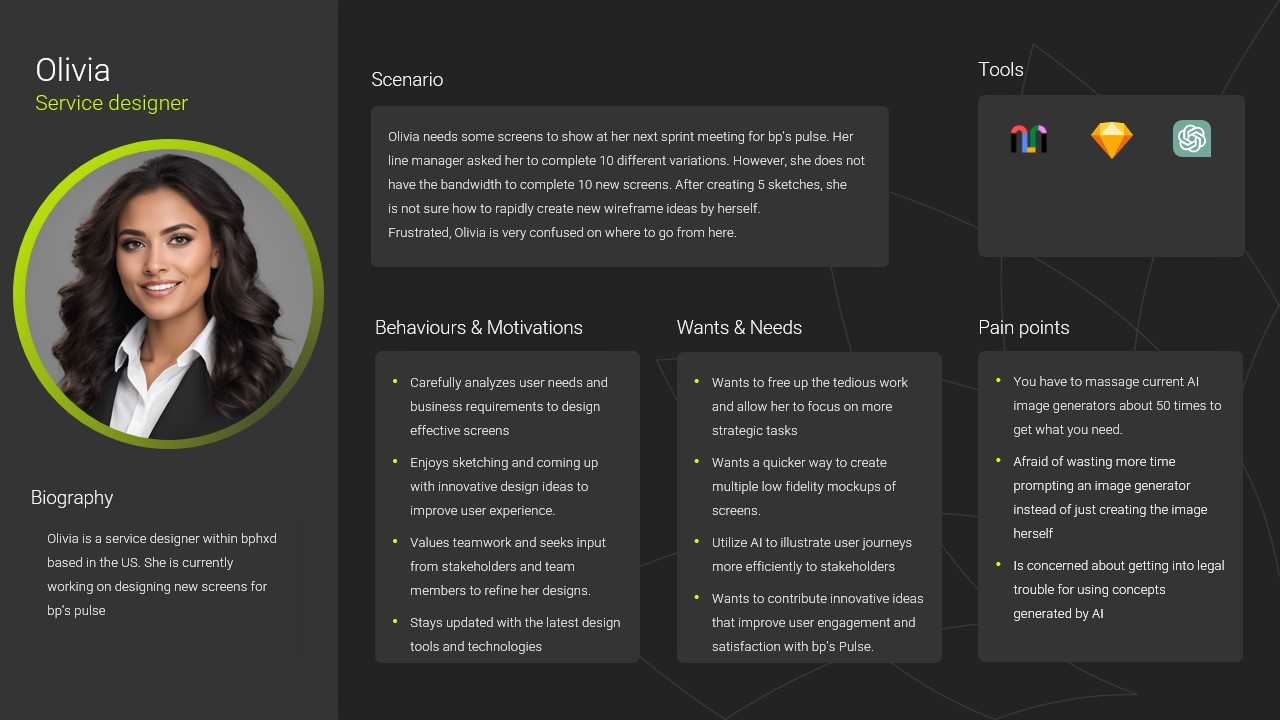 Olivia
Service designer
Biography
Olivia is a service designer within bphxd
based in the US. She is currently
working on designing new screens for
bp's pulse
Scenario
Olivia needs some screens to show at her next sprint meeting for bp's pulse. Her
line manager asked her to complete 10 different variations. However, she does not
have the bandwidth to complete 10 new screens. After creating 5 sketches, she
is not sure how to rapidly create new wireframe ideas by herself.
Frustrated, Olivia is very confused on where to go from here.
Tools
Behaviours & Motivations
• Carefully analyzes user needs and
business requirements to design
effective screens
• Enjoys sketching and coming up
with innovative design ideas to
improve user experience.
• Values teamwork and seeks input
from stakeholders and team
members to refine her designs.
• Stays updated with the latest design
tools and technologies
Wants & Needs
• Wants to free up the tedious work
and allow her to focus on more
strategic tasks
• Wants a quicker way to create
multiple low fidelity mockups of
screens.
• Utilize AI to illustrate user journeys
more efficiently to stakeholders
• Wants to contribute innovative ideas
that improve user engagement and
satisfaction with bp's Pulse.
Pain points
• You have to massage current AI
image generators about 50 times to
get what you need.
• Afraid of wasting more time
prompting an image generator
instead of just creating the image
herself
• Is concerned about getting into legal
trouble for using concepts
generated by AI